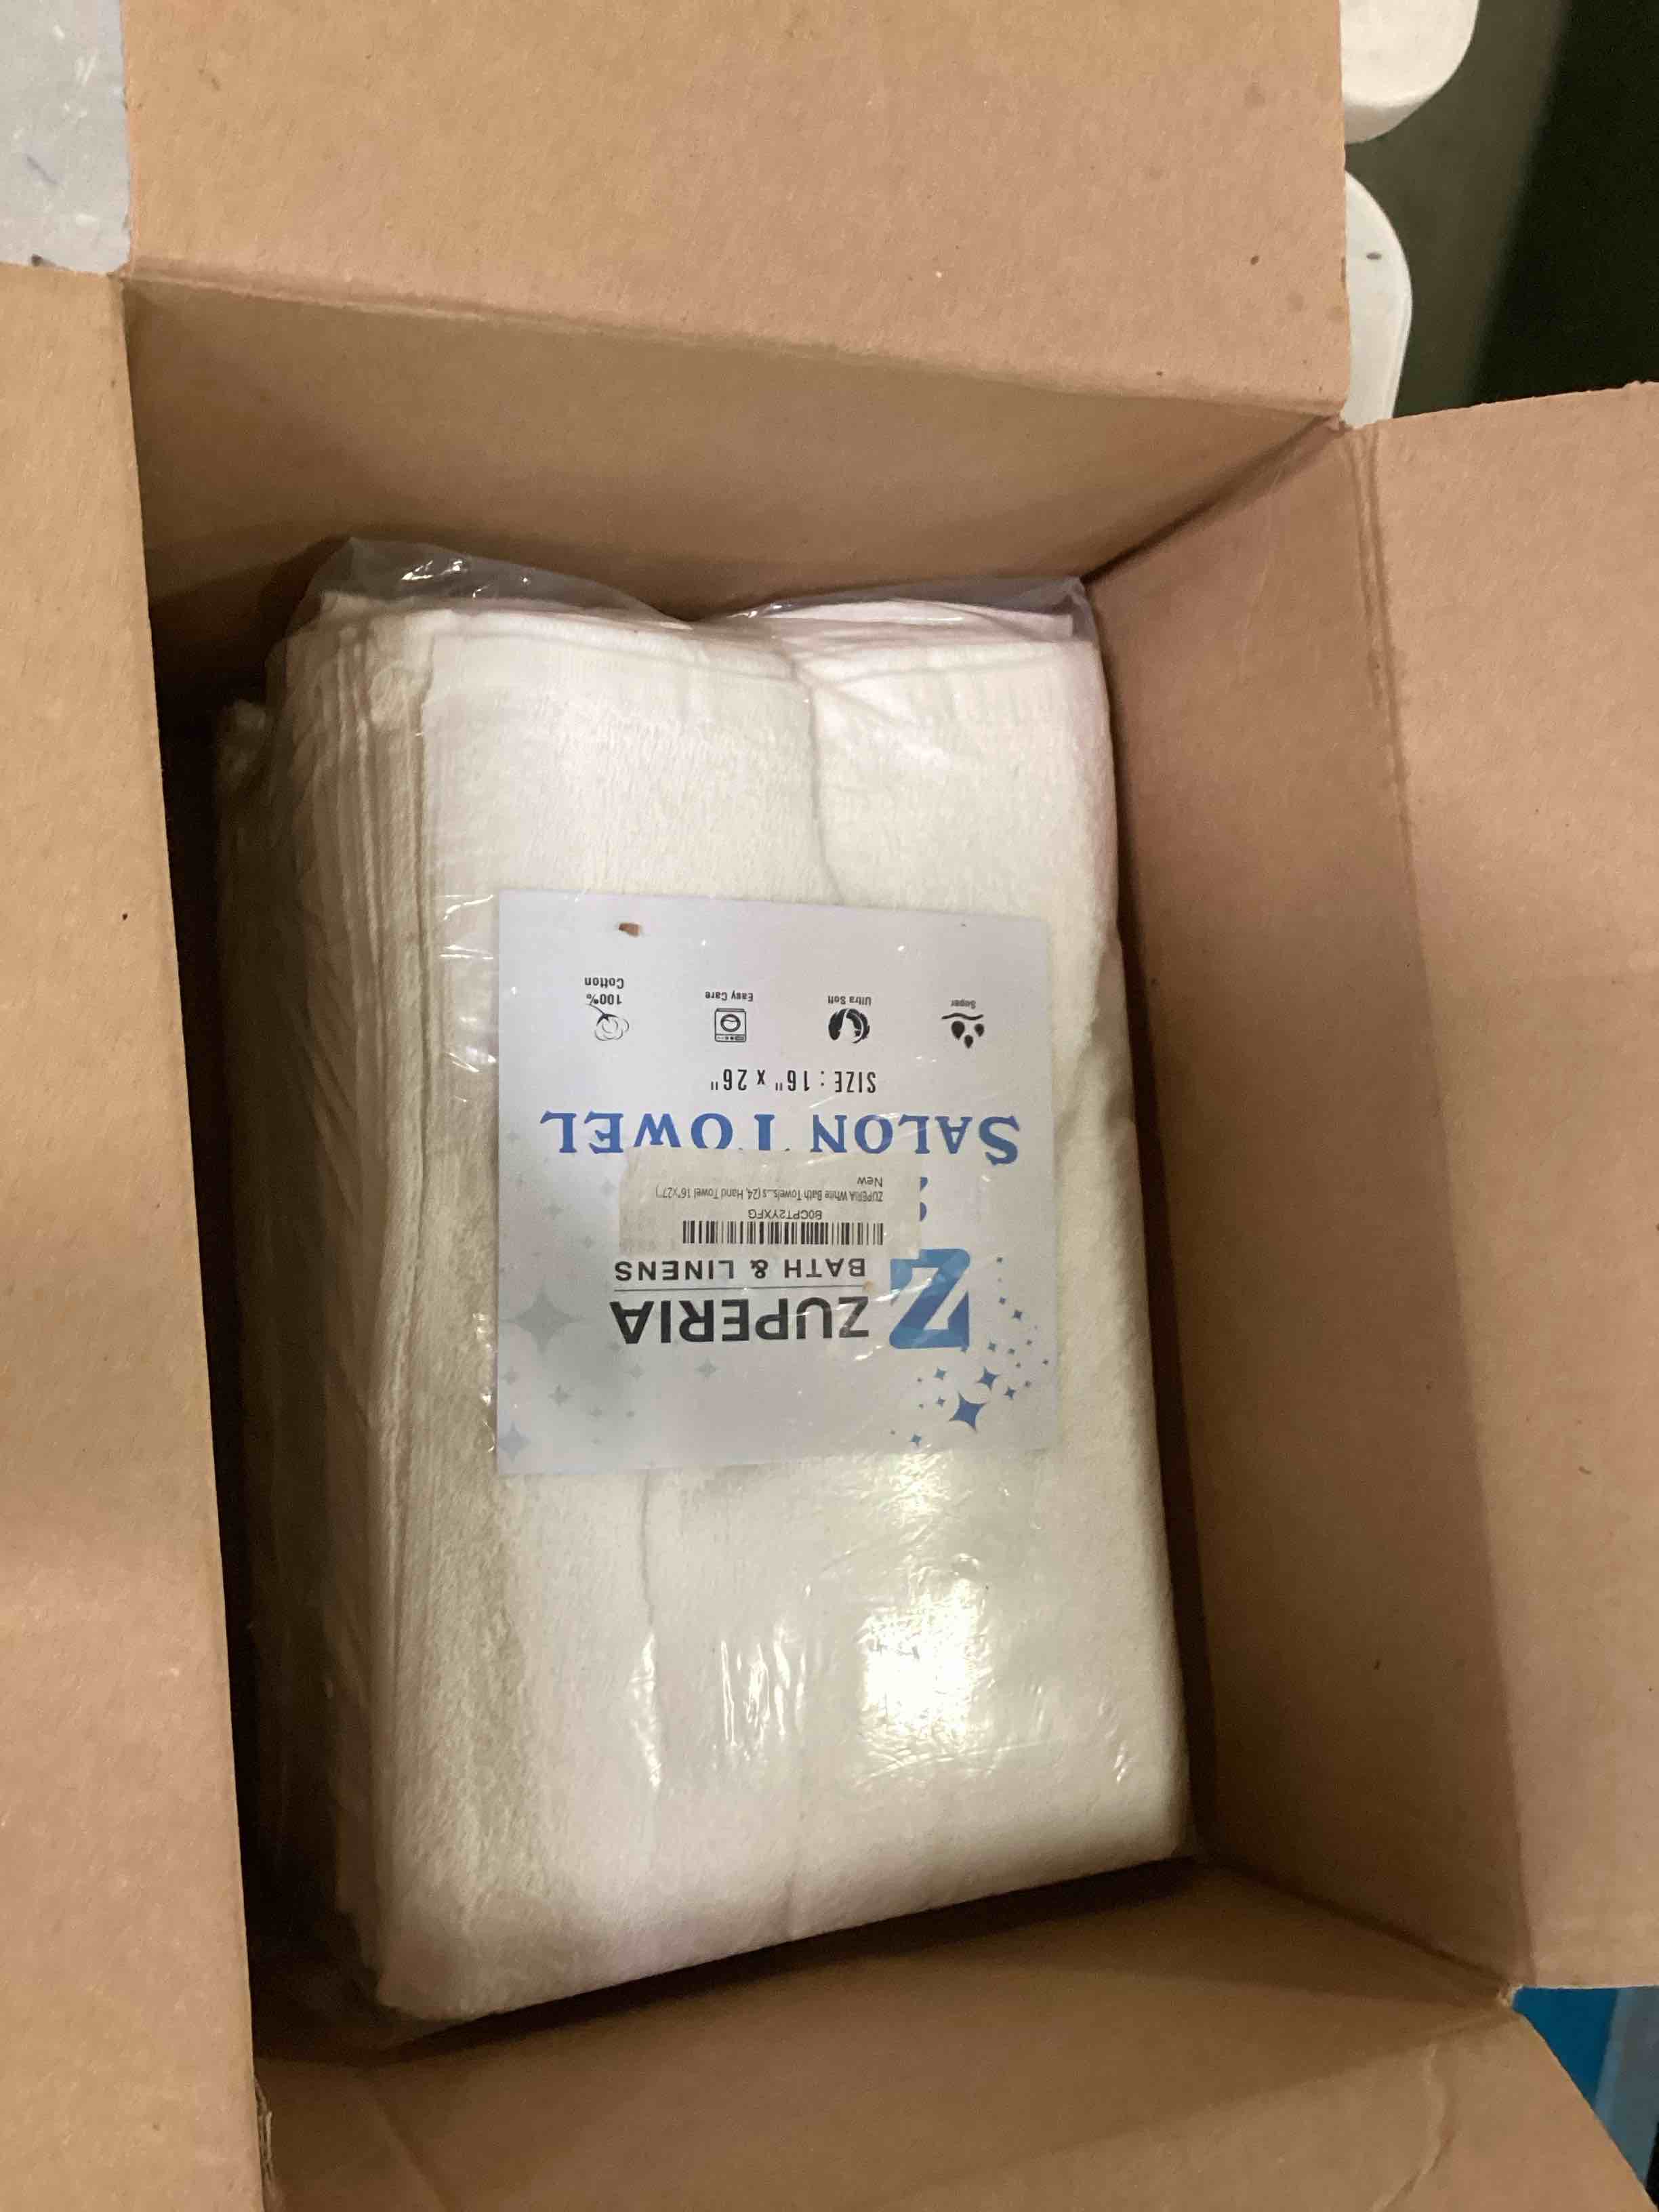 ZUPERIA
BATH & LINENS
B0CPT2YXFG
ZUPERIA White Bath Towels...s (24, Hand Towel 16"x27")
New
SALON TOWEL
SIZE : 16" x 26"
Super
Ultra Soft
Easy Care
100%
Cotton